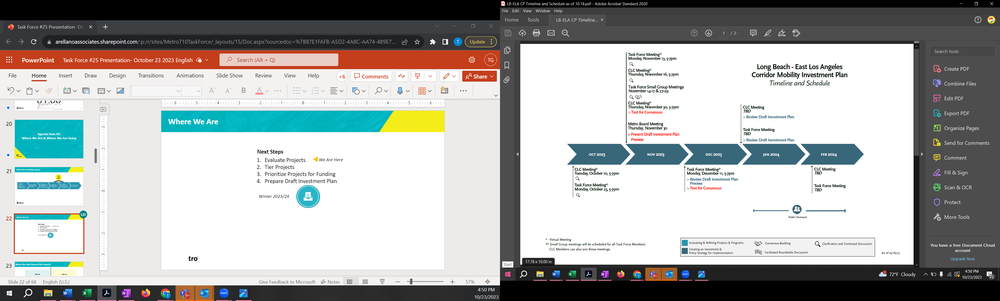 Task Force #25 Presentation- Oc
arellanoassociates.sharepoint.com/:p:/r/sites/Metro710TaskForce/_layouts/15/Doc.aspx?sourcedoc=%7B87E1FAFB-A5D2-4A8C-AA74-489E7...
T
Update
PowerPoint
Task Force #25 Presentation- October 23 2023 English
Search (Alt + Q)
TG
File Home Insert Draw Design Transitions Animations Slide Show Review View Help
+6
Comments
Share
20
Agenda Item #2:
Where We Are & Where We Are Going
21
What We're Working Toward
Metro
22
LH
Where We Are
Next Steps
23
What's the Path Forward for Projects?
Where We Are
Next Steps
1. Evaluate Projects
We Are Here
2. Tier Projects
3. Prioritize Projects for Funding
4. Prepare Draft Investment Plan
Winter 2023/24
tro
Slide 22 of 68
English (U.S.)
Give Feedback to Microsoft
Notes
57%
4:50 PM
10/23/2023
LB-ELA CP Timeline and Schedule as of 10.18.pdf - Adobe Acrobat Standard 2020
File Edit View Window Help
Home Tools
LB-ELA CP Timeline...
1 / 2
Long Beach - East Los Angeles
Corridor Mobility Investment Plan
Timeline and Schedule
Task Force Meeting*
Monday, November 13, 5-7pm
CLC Meeting*
Thursday, November 16, 5-7pm
Task Force Small Group Meetings
November 14-17 & 27-29
CLC Meeting*
Thursday, November 30, 5-7pm
> Test for Consensus
Metro Board Meeting
Thursday, November 30
> Present Draft Investment Plan
Preview
CLC Meeting
TBD
> Review Draft Investment Plan
Task Force Meeting
TBD
> Review Draft Investment Plan
OCT 2023
NOV 2023
DEC 2023
JAN 2024
FEB 2024
CLC Meeting*
Tuesday, October 10, 5-7pm
Task Force Meeting*
Monday, October 23, 5-7pm
Task Force Meeting*
Monday, December 11, 5-7pm
> Review Draft Investment Plan
Preview
> Test for Consensus
CLC Meeting
TBD
Task Force Meeting
TBD
Public Outreach
* Virtual Meeting
** Small Group meetings will be scheduled for all Task Force Members.
CLC Members can also join these meetings.
Evaluating & Refining Projects & Programs
Creating an Investment &
Policy Strategy for Implementation
Consensus-Building
Facilitated Roundtable Discussion
Clarification and Continued Discussion
As of 10/18/23
Start
17.78 x 10.00 in
Search tools
Create PDF
Combine Files
Edit PDF
Export PDF
Organize Pages
Send for Comments
Comment
Fill & Sign
Scan & OCR
Protect
More Tools
You have a free Document Cloud
account
Upgrade Now
72°F Cloudy
4:50 PM
10/23/2023
22